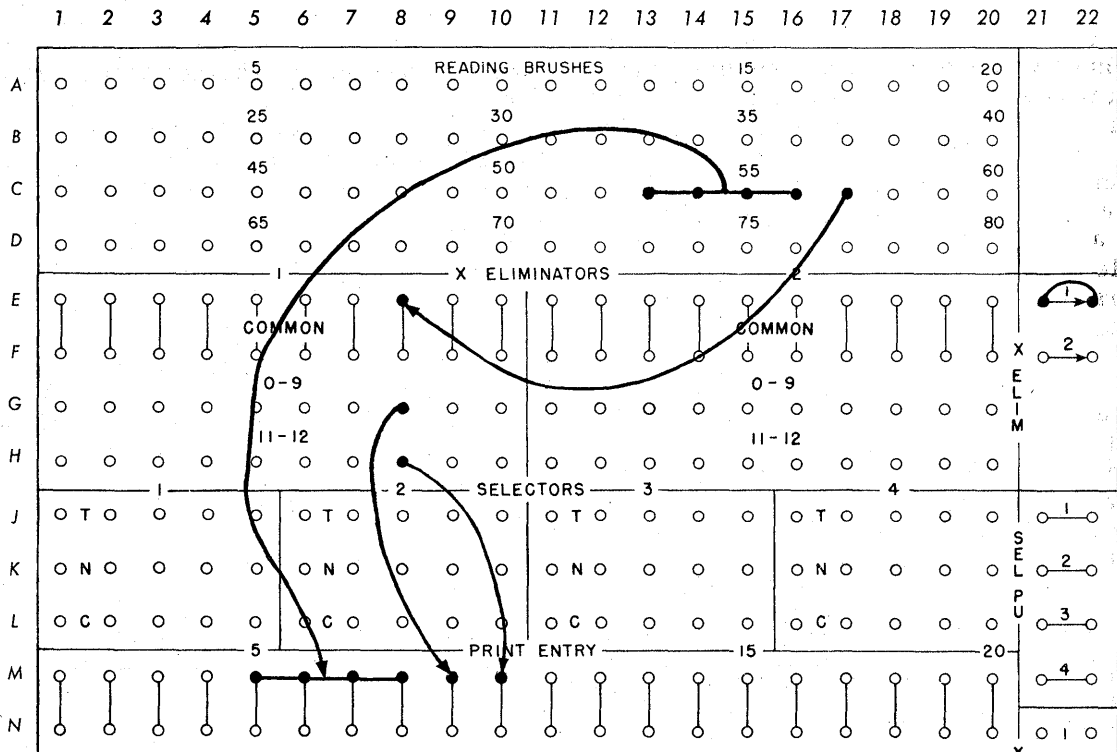 1 2 3 4 5 6 7 8 9 10 11 12 13 14 15 16 17 18 19 20 21 22
5 READING BRUSHES 15 20
A
25 30 35 40
B
45 50 55 60
C
65 70 75 80
D
1 X ELIMINATORS 2
E 1
COMMON COMMON
F 2
0-9 0-9
G
11-12 11-12
H
X ELIM
1 2 SELECTORS 3 4
J T T T T 1
K N N N N 2
L C C C C 3
SEL PU
5 PRINT ENTRY 15 20
M 4
N 1
X